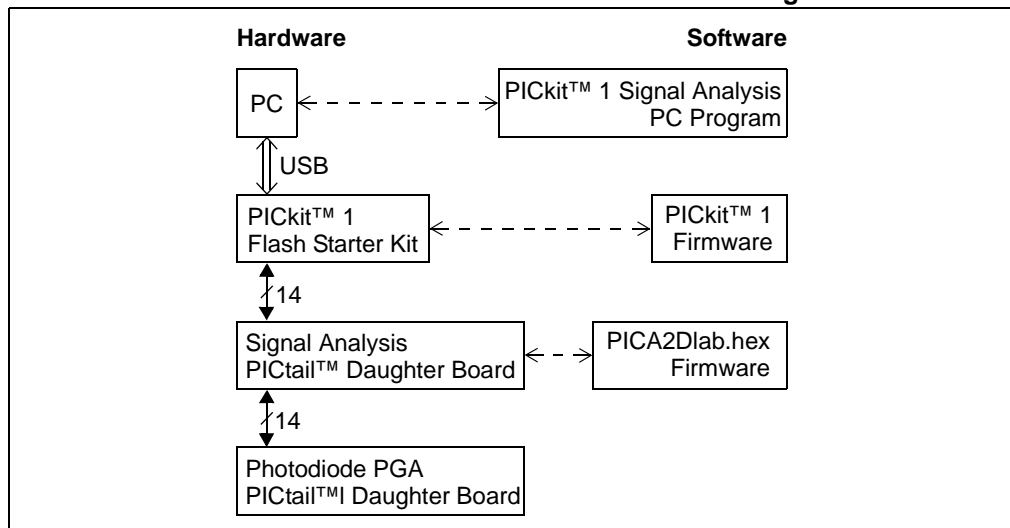 Hardware
Software
PC
PICkit™ 1 Signal Analysis
PC Program
USB
PICkit™ 1
Flash Starter Kit
PICkit™ 1
Firmware
14
Signal Analysis
PICtail™ Daughter Board
PICA2Dlab.hex
Firmware
14
Photodiode PGA
PICtail™l Daughter Board